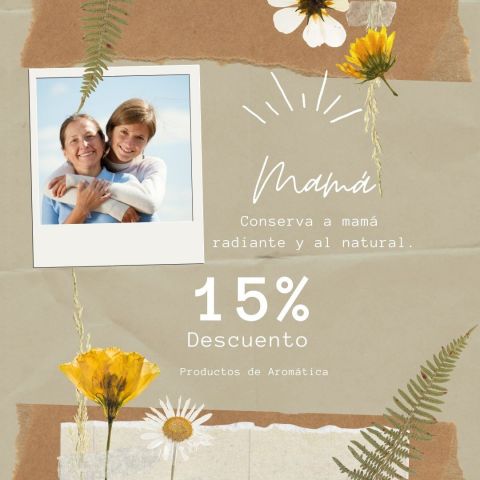 Mamá
Conserva a mamá
radiante y al natural.
15%
Descuento
Productos de Aromática